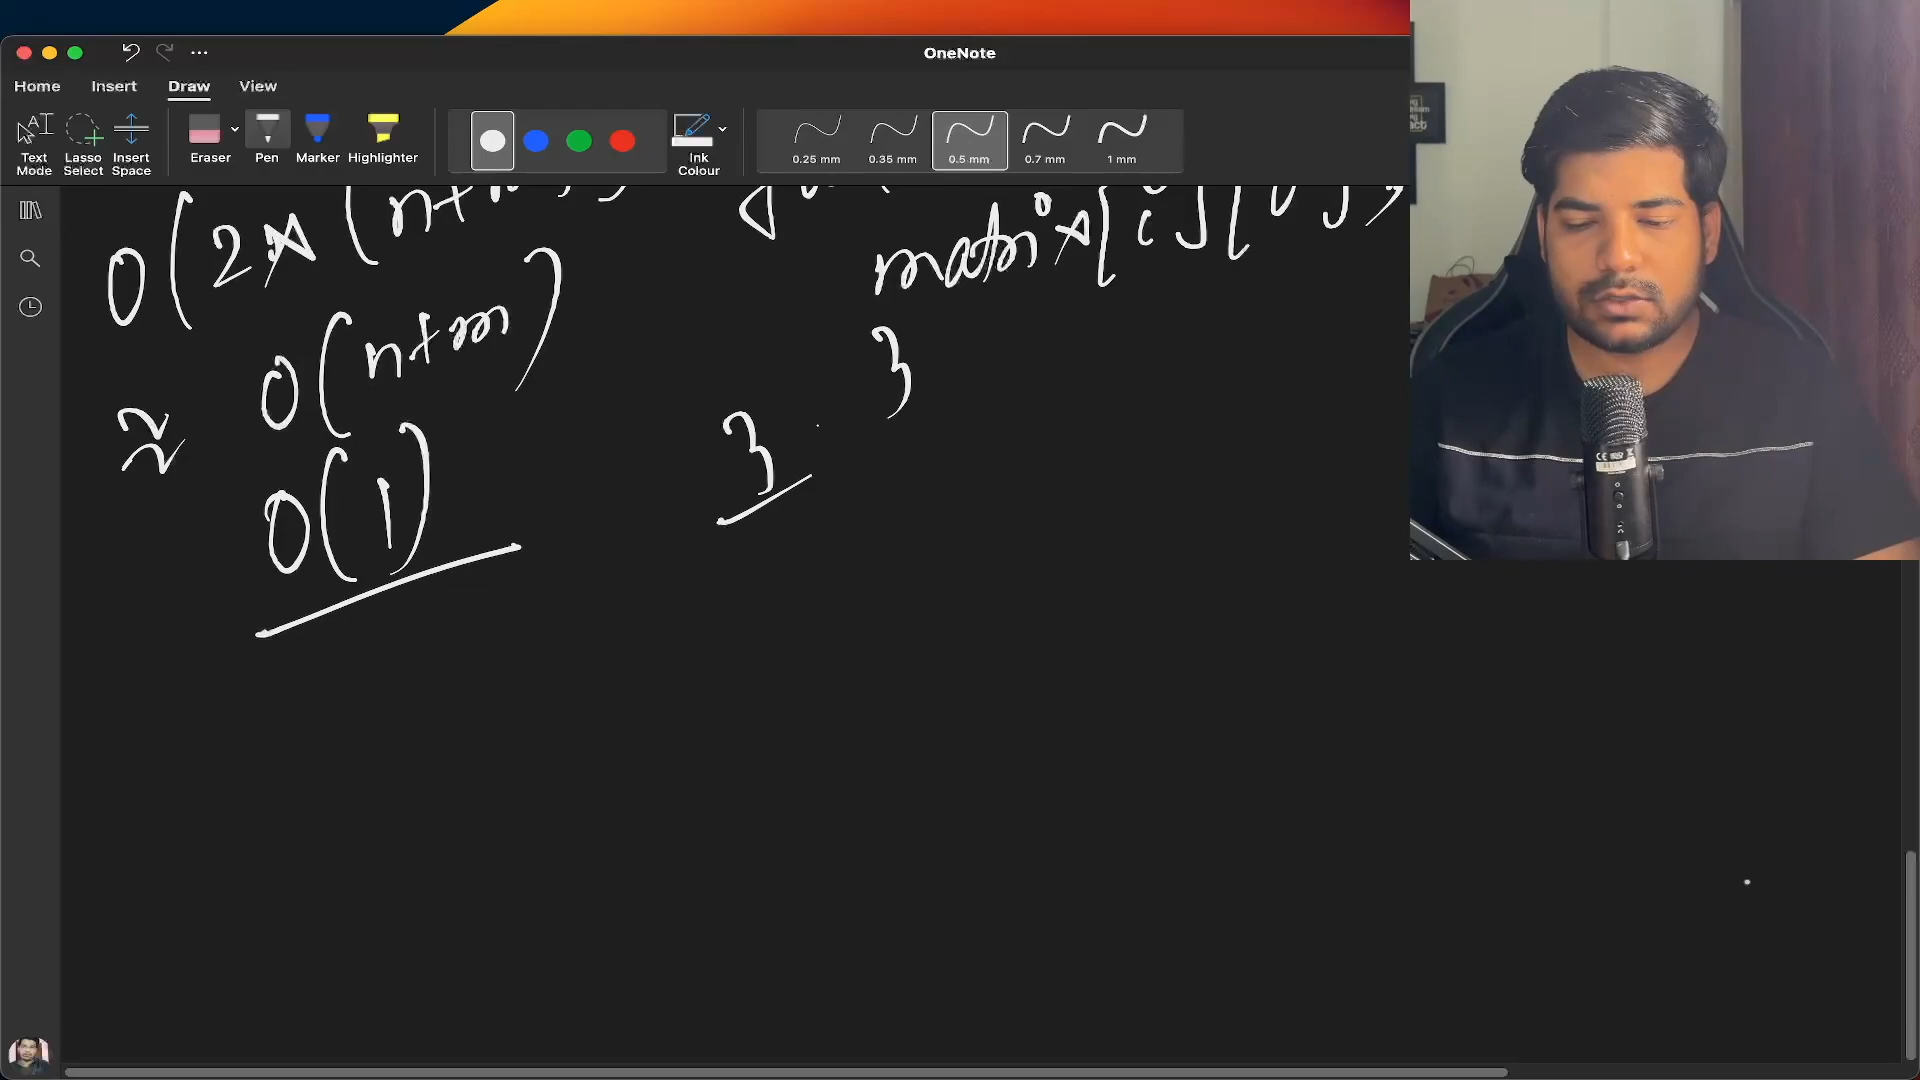 OneNote
Home Insert Draw View
Text Mode Lasso Select Insert Space Eraser Pen Marker Highlighter Ink Colour 0.25 mm 0.35 mm 0.5 mm 0.7 mm 1 mm
O(2x(n+
matrix[i][
O(n+m)
}
≈
}
O(1)